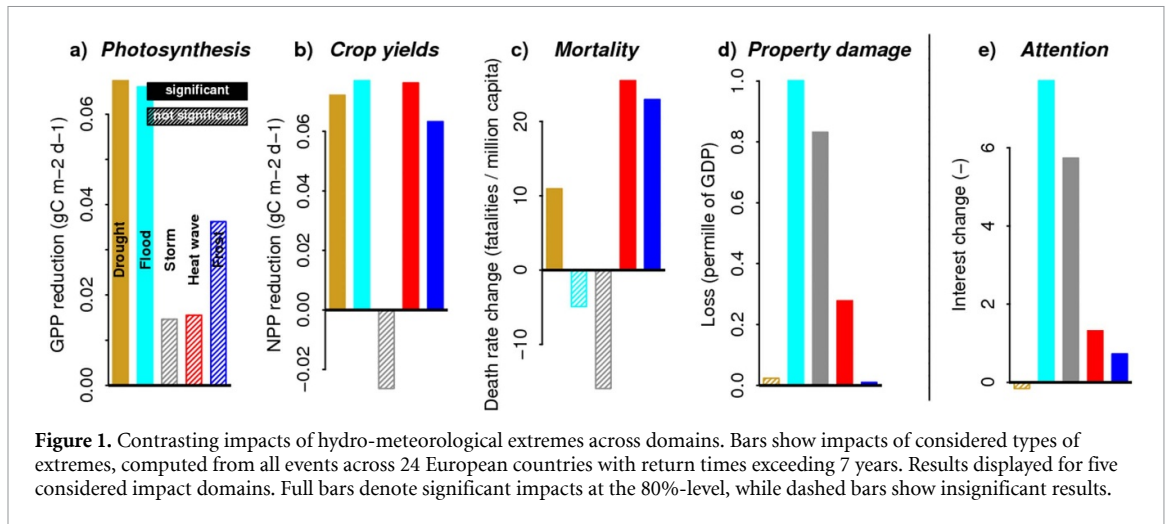 a) Photosynthesis
b) Crop yields
c) Mortality
d) Property damage
e) Attention
GPP reduction (gC m−2 d−1)
0.00
0.02
0.04
0.06
significant
not significant
Drought
Flood
Storm
Heat wave
Frost
NPP reduction (gC m−2 d−1)
−0.02
0.00
0.02
0.04
0.06
Death rate change (fatalities / million capita)
−10
0
10
20
Loss (permille of GDP)
0.0
0.2
0.4
0.6
0.8
1.0
Interest change (−)
0
2
4
6
Figure 1. Contrasting impacts of hydro-meteorological extremes across domains. Bars show impacts of considered types of
extremes, computed from all events across 24 European countries with return times exceeding 7 years. Results displayed for five
considered impact domains. Full bars denote significant impacts at the 80%-level, while dashed bars show insignificant results.